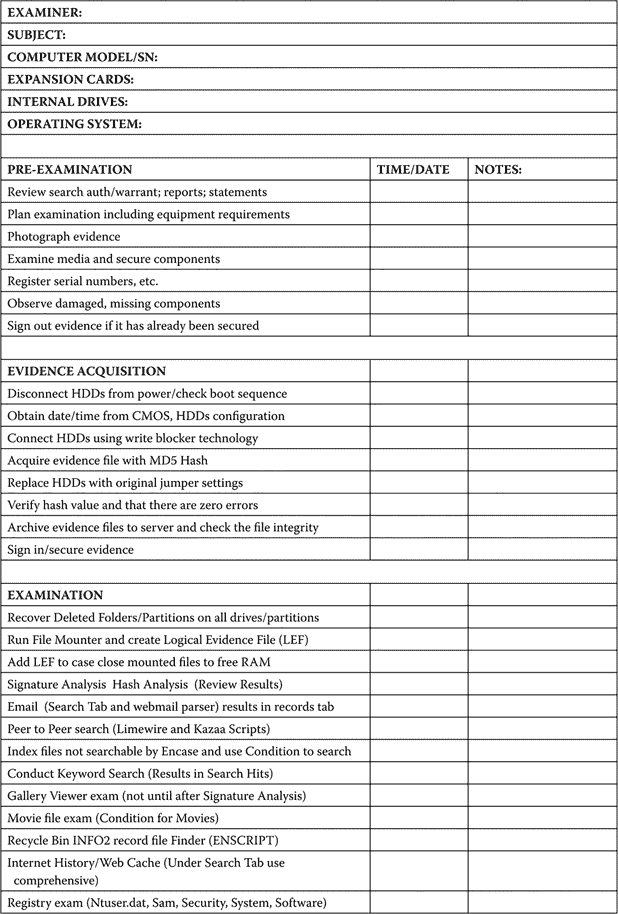 EXAMINER:
SUBJECT:
COMPUTER MODEL/SN:
EXPANSION CARDS:
INTERNAL DRIVES:
OPERATING SYSTEM:
PRE-EXAMINATION TIME/DATE NOTES:
Review search auth/warrant; reports; statements
Plan examination including equipment requirements
Photograph evidence
Examine media and secure components
Register serial numbers, etc.
Observe damaged, missing components
Sign out evidence if it has already been secured
EVIDENCE ACQUISITION
Disconnect HDDs from power/check boot sequence
Obtain date/time from CMOS, HDDs configuration
Connect HDDs using write blocker technology
Acquire evidence file with MD5 Hash
Replace HDDs with original jumper settings
Verify hash value and that there are zero errors
Archive evidence files to server and check the file integrity
Sign in/secure evidence
EXAMINATION
Recover Deleted Folders/Partitions on all drives/partitions
Run File Mounter and create Logical Evidence File (LEF)
Add LEF to case close mounted files to free RAM
Signature Analysis Hash Analysis (Review Results)
Email (Search Tab and webmail parser) results in records tab
Peer to Peer search (Limewire and Kazaa Scripts)
Index files not searchable by Encase and use Condition to search
Conduct Keyword Search (Results in Search Hits)
Gallery Viewer exam (not until after Signature Analysis)
Movie file exam (Condition for Movies)
Recycle Bin INFO2 record file Finder (ENSCRIPT)
Internet History/Web Cache (Under Search Tab use
comprehensive)
Registry exam (Ntuser.dat, Sam, Security, System, Software)